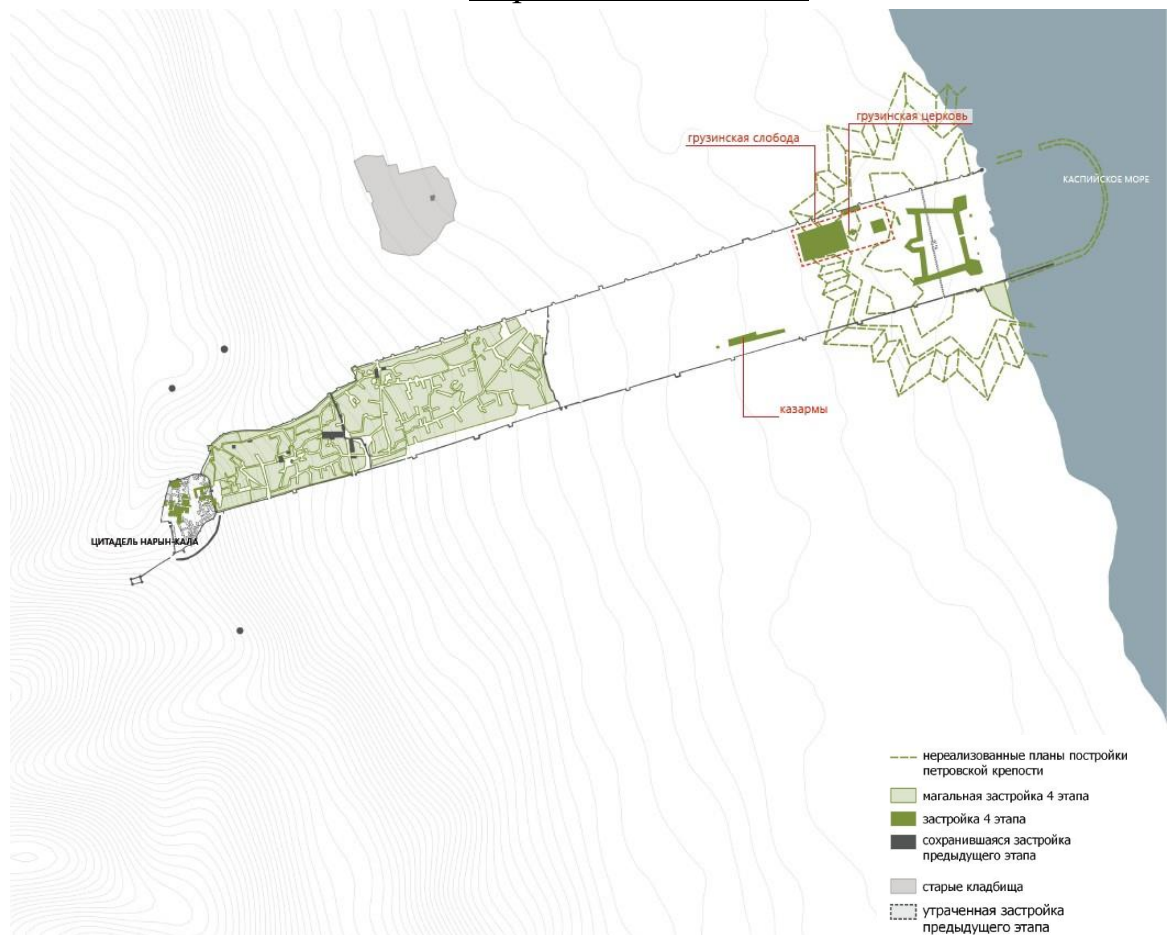 грузинская церковь
грузинская слобода
КАСПИЙСКОЕ МОРЕ
казармы
ЦИТАДЕЛЬ НАРЫН-КАЛА
нереализованные планы постройки
петровской крепости
магальная застройка 4 этапа
застройка 4 этапа
сохранившаяся застройка
предыдущего этапа
старые кладбища
утраченная застройка
предыдущего этапа